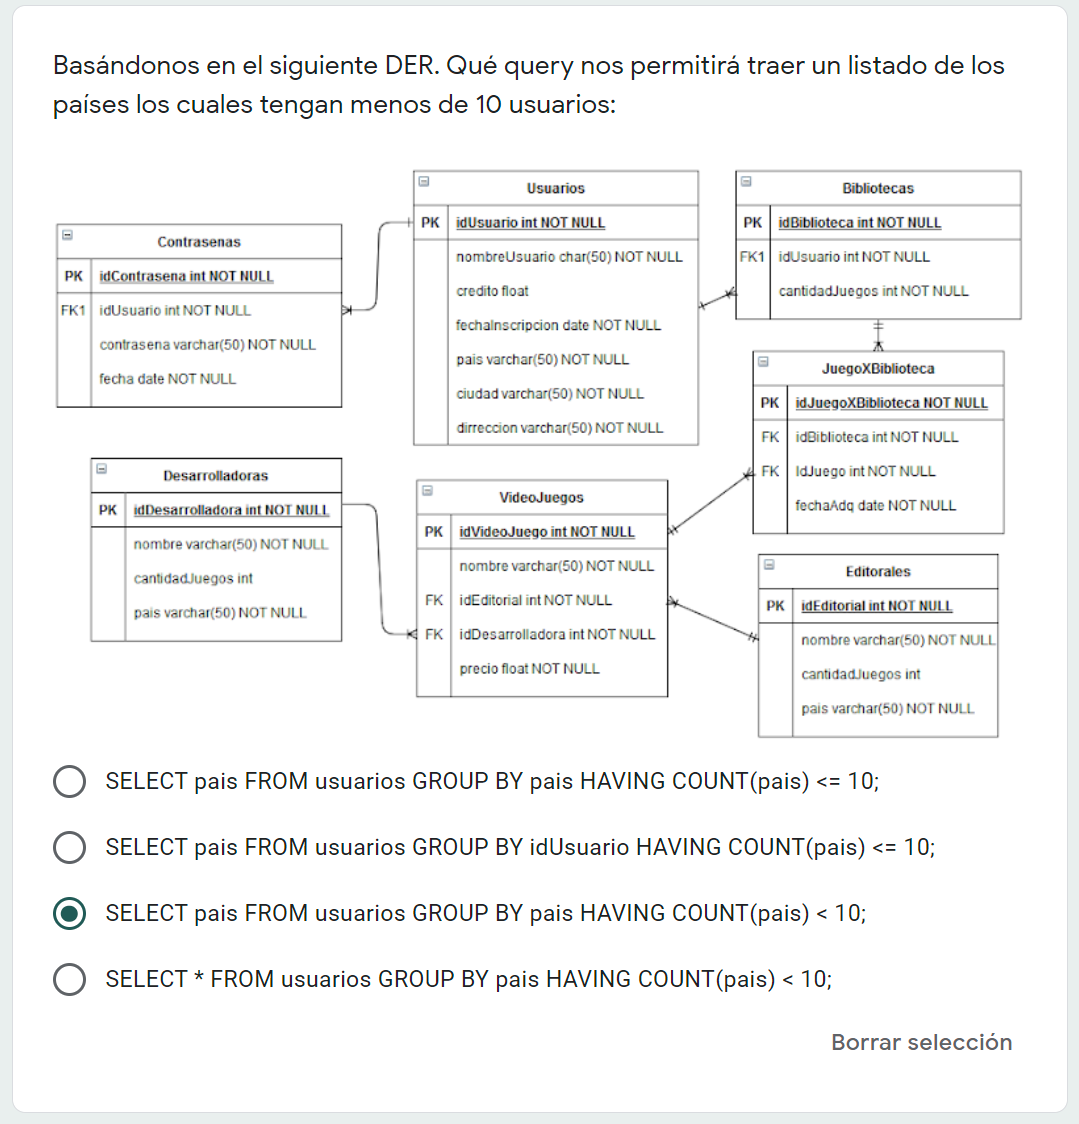 Basándonos en el siguiente DER. Qué query nos permitirá traer un listado de los
países los cuales tengan menos de 10 usuarios:
Contrasenas
PK idContrasena int NOT NULL
FK1 idUsuario int NOT NULL
contrasena varchar(50) NOT NULL
fecha date NOT NULL
Usuarios
PK idUsuario int NOT NULL
nombreUsuario char(50) NOT NULL
credito float
fechaInscripcion date NOT NULL
pais varchar(50) NOT NULL
ciudad varchar(50) NOT NULL
dirreccion varchar(50) NOT NULL
Bibliotecas
PK idBiblioteca int NOT NULL
FK1 idUsuario int NOT NULL
cantidadJuegos int NOT NULL
JuegoXBiblioteca
PK idJuegoXBiblioteca NOT NULL
FK idBiblioteca int NOT NULL
FK IdJuego int NOT NULL
fechaAdq date NOT NULL
Desarrolladoras
PK idDesarrolladora int NOT NULL
nombre varchar(50) NOT NULL
cantidadJuegos int
pais varchar(50) NOT NULL
VideoJuegos
PK idVideoJuego int NOT NULL
nombre varchar(50) NOT NULL
FK idEditorial int NOT NULL
FK idDesarrolladora int NOT NULL
precio float NOT NULL
Editorales
PK idEditorial int NOT NULL
nombre varchar(50) NOT NULL
cantidadJuegos int
pais varchar(50) NOT NULL
SELECT pais FROM usuarios GROUP BY pais HAVING COUNT(pais) <= 10;
SELECT pais FROM usuarios GROUP BY idUsuario HAVING COUNT(pais) <= 10;
SELECT pais FROM usuarios GROUP BY pais HAVING COUNT(pais) < 10;
SELECT * FROM usuarios GROUP BY pais HAVING COUNT(pais) < 10;
Borrar selección